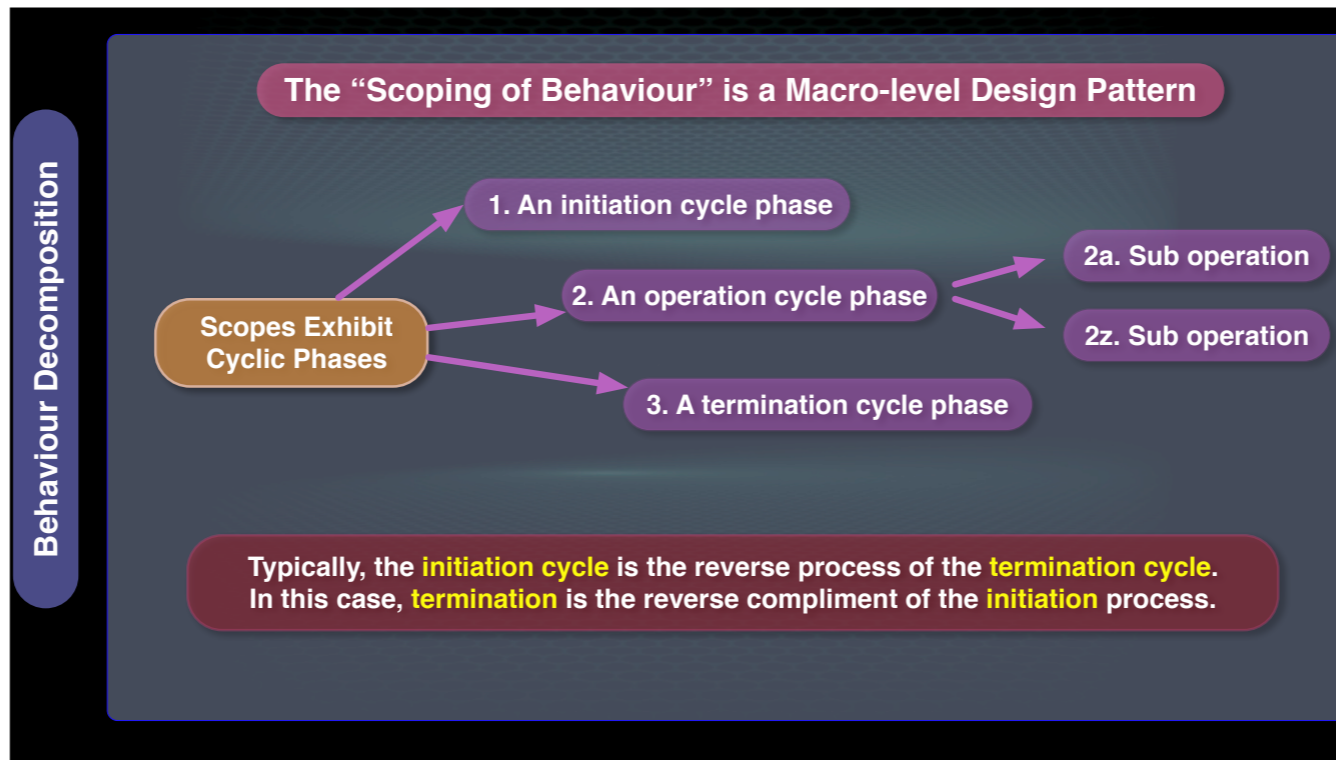 Behaviour Decomposition
The “Scoping of Behaviour” is a Macro-level Design Pattern
1. An initiation cycle phase
2a. Sub operation
2. An operation cycle phase
2z. Sub operation
Scopes Exhibit
Cyclic Phases
3. A termination cycle phase
Typically, the initiation cycle is the reverse process of the termination cycle.
In this case, termination is the reverse compliment of the initiation process.